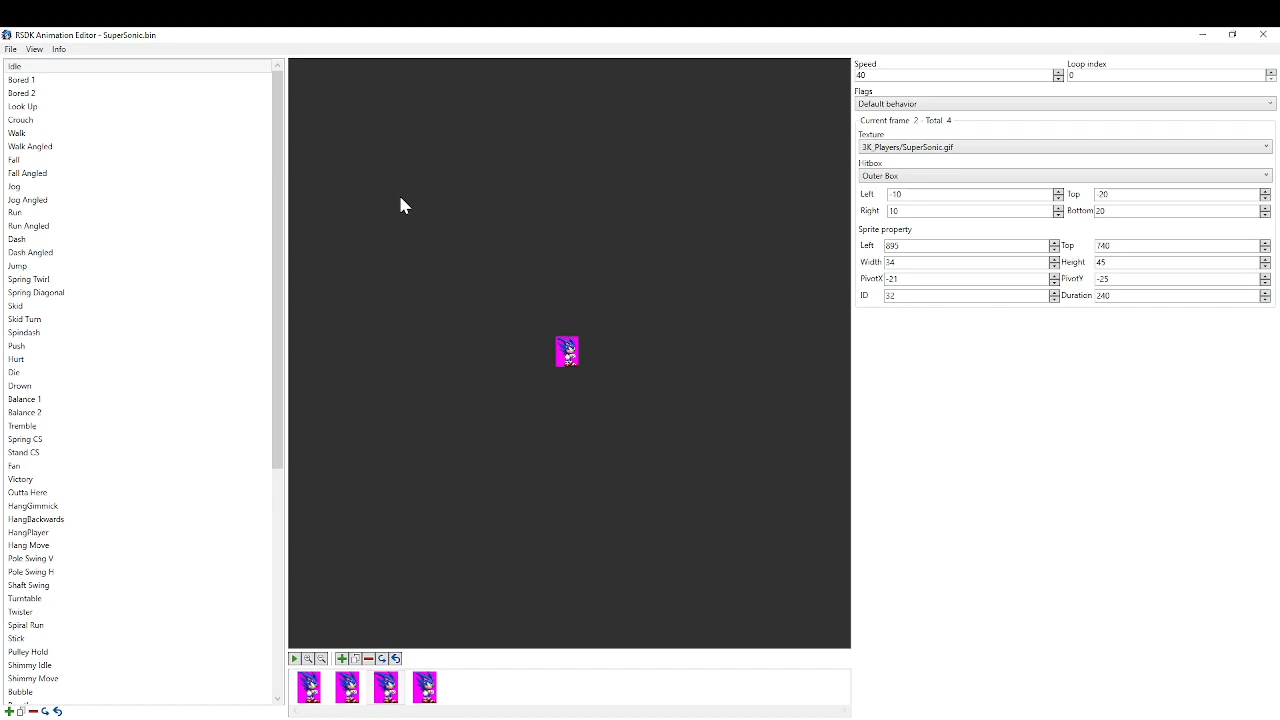 RSDK Animation Editor - SuperSonic.bin
File View Info
Idle
Bored 1
Bored 2
Look Up
Crouch
Walk
Walk Angled
Fall
Fall Angled
Jog
Jog Angled
Run
Run Angled
Dash
Dash Angled
Jump
Spring Twirl
Spring Diagonal
Skid
Skid Turn
Spindash
Push
Hurt
Die
Drown
Balance 1
Balance 2
Tremble
Spring CS
Stand CS
Fan
Victory
Outta Here
HangGimmick
HangBackwards
HangPlayer
Hang Move
Pole Swing V
Pole Swing H
Shaft Swing
Turntable
Twister
Spiral Run
Stick
Pulley Hold
Shimmy Idle
Shimmy Move
Bubble
Speed Loop index
40 0
Flags
Default behavior
Current frame 2 - Total 4
Texture
3K_Players/SuperSonic.gif
Hitbox
Outer Box
Left -10 Top -20
Right 10 Bottom 20
Sprite property
Left 895 Top 740
Width 34 Height 45
PivotX -21 PivotY -25
ID 32 Duration 240